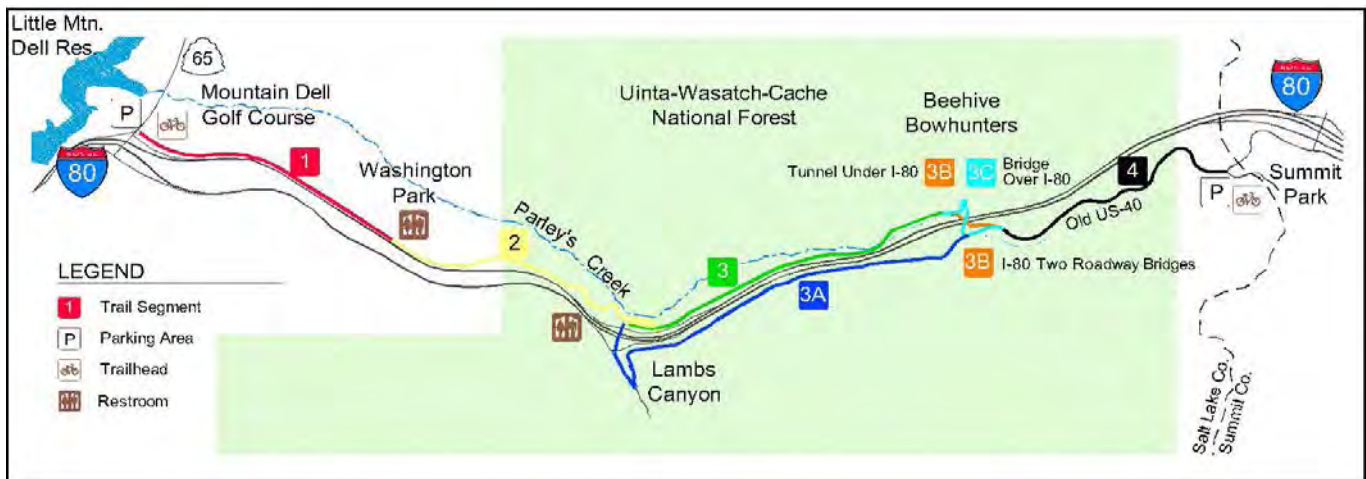 Little Mtn.
Dell Res.
65
Mountain Dell
Golf Course
P
80
1
Washington
Park
2
Parley's
Creek
Uinta-Wasatch-Cache
National Forest
Beehive
Bowhunters
Tunnel Under I-80
3B
3C
Bridge
Over I-80
3
3A
3B
I-80 Two Roadway Bridges
4
Old US-40
80
P
Summit
Park
Lambs
Canyon
Salt Lake Co.
Summit Co.
LEGEND
1
Trail Segment
P
Parking Area
Trailhead
Restroom